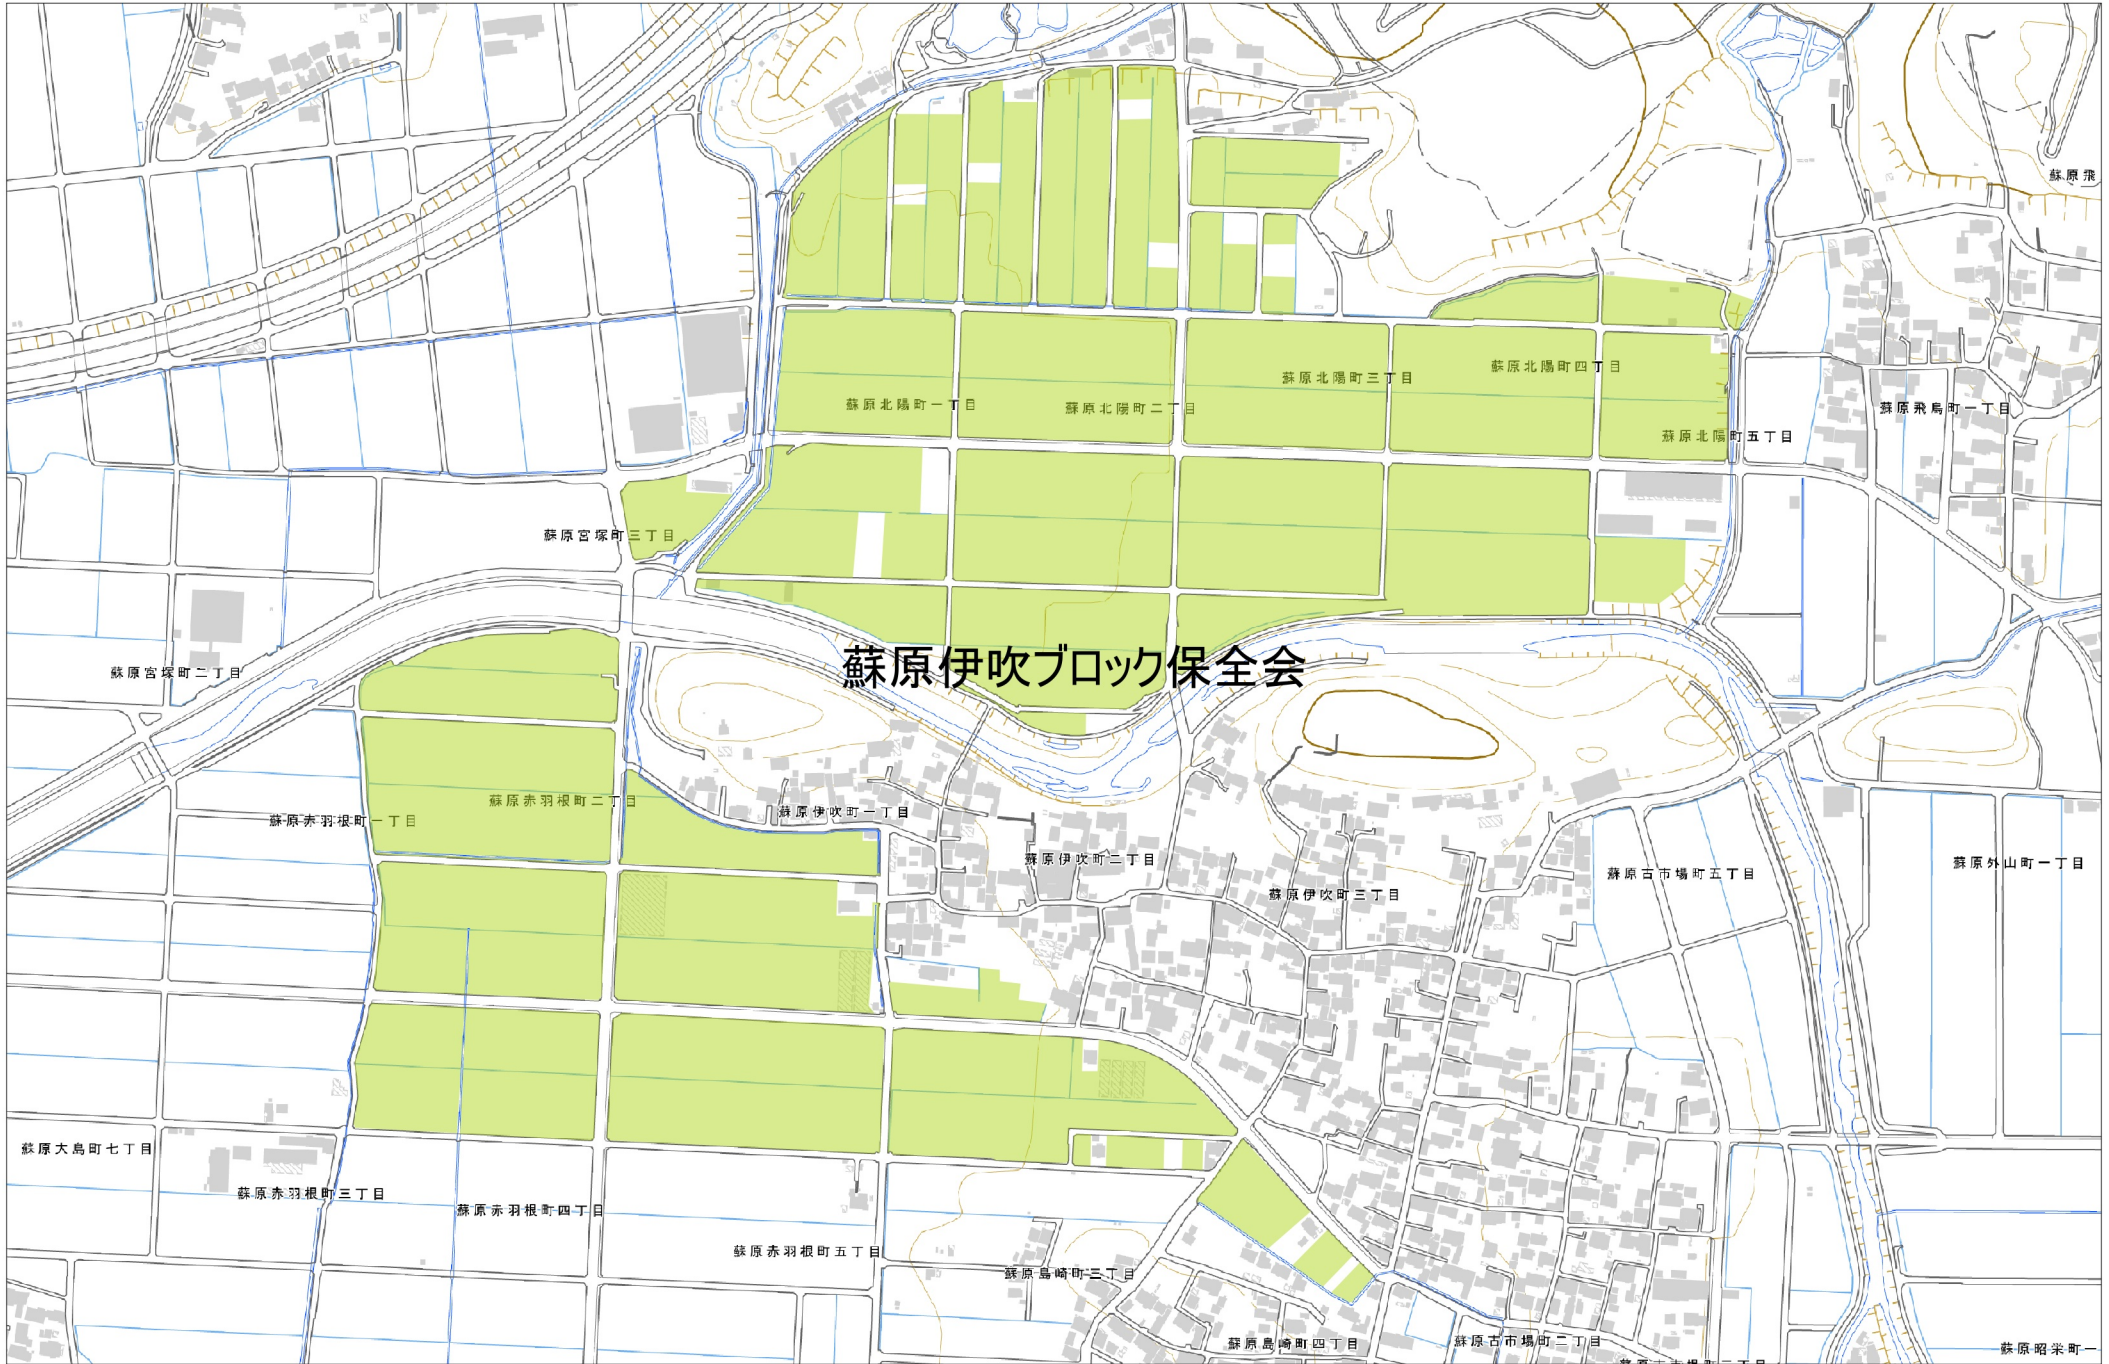 蘇原飛
蘇原北陽町四丁目
蘇原北陽町三丁目
蘇原北陽町一丁目
蘇原北陽町二丁目
蘇原飛鳥町一丁目
蘇原北陽町五丁目
蘇原宮塚町三丁目
蘇原伊吹ブロック保全会
蘇原宮塚町二丁目
蘇原赤羽根町二丁目
蘇原伊吹町一丁目
蘇原赤羽根町一丁目
蘇原伊吹町二丁目
蘇原外山町一丁目
蘇原古市場町五丁目
蘇原伊吹町三丁目
蘇原大島町七丁目
蘇原赤羽根町三丁目
蘇原赤羽根町四丁目
蘇原赤羽根町五丁目
蘇原島崎町三丁目
蘇原島崎町四丁目
蘇原古市場町二丁目
蘇原昭栄町一